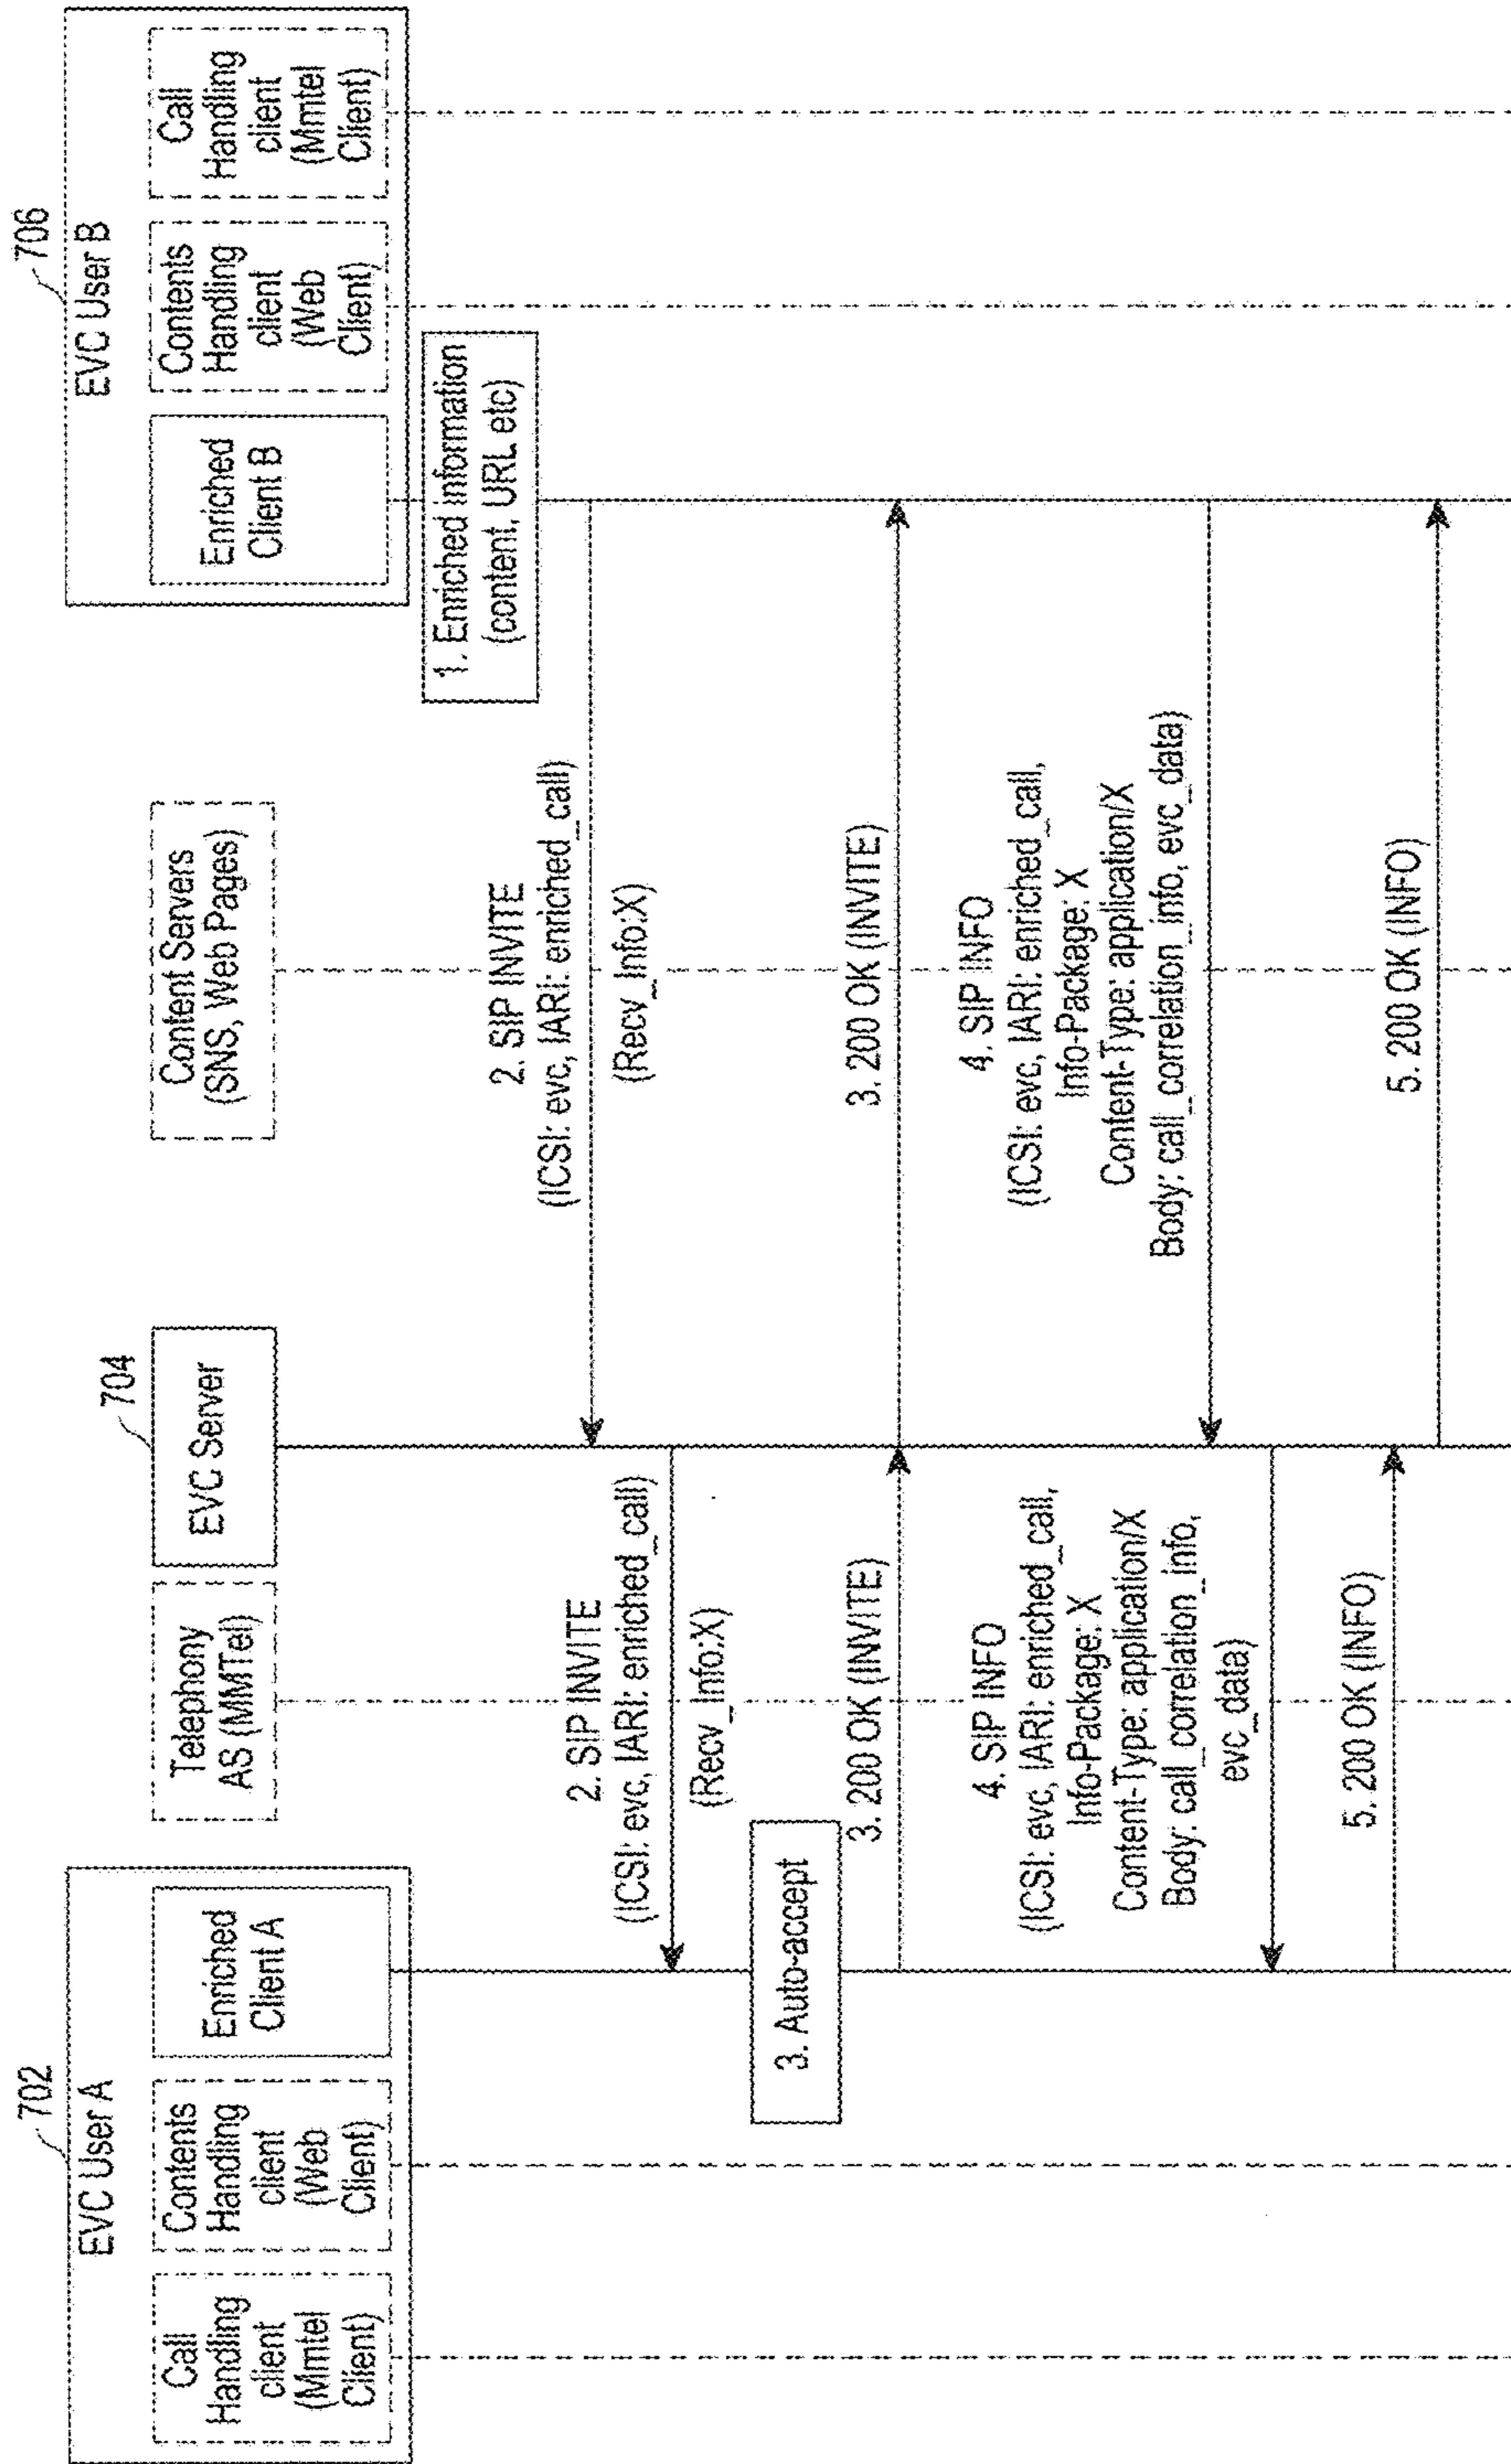 702
EVC User A
Call
Handling
client
(Mmtel
Client)
Contents
Handling
client
(Web
Client)
Enriched
Client A
Telephony
AS (MMTel)
704
EVC Server
Content Servers
(SNS, Web Pages)
706
EVC User B
Enriched
Client B
Contents
Handling
client
(Web
Client)
Call
Handling
client
(Mmtel
Client)
1. Enriched information
(content, URL etc)
2. SIP INVITE
(ICSI: evc, IARI: enriched_call)
(Recv_Info:X)
2. SIP INVITE
(ICSI: evc, IARI: enriched_call)
(Recv_Info:X)
3. Auto-accept
3. 200 OK (INVITE)
3. 200 OK (INVITE)
4. SIP INFO
(ICSI: evc, IARI: enriched_call,
Info-Package: X
Content-Type: application/X
Body: call_correlation_info, evc_data)
4. SIP INFO
(ICSI: evc, IARI: enriched_call,
Info-Package: X
Content-Type: application/X
Body: call_correlation_info,
evc_data)
5. 200 OK (INFO)
5. 200 OK (INFO)